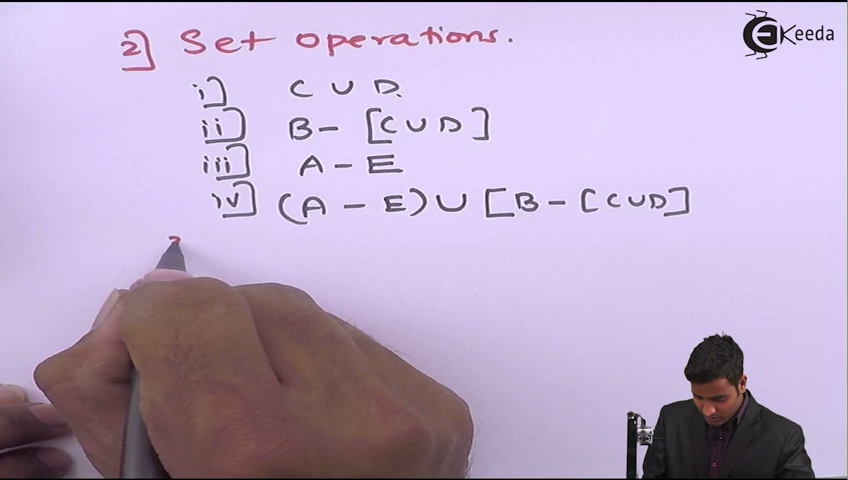 EKeeda
2] Set operations.
i] C ∪ D.
ii] B - [C ∪ D]
iii] A - E
iv] (A - E) ∪ [B - [C ∪ D]